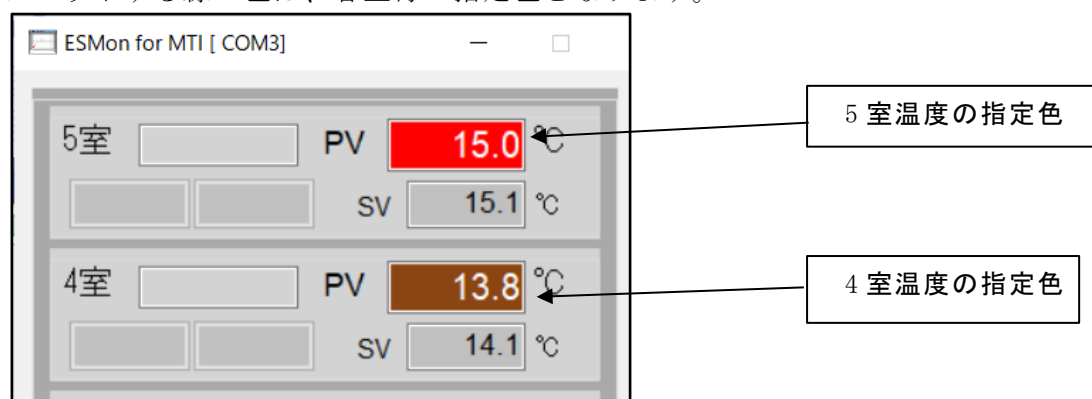 ESMon for MTI [ COM3]
5室 PV 15.0 ℃
SV 15.1 ℃
4室 PV 13.8 ℃
SV 14.1 ℃
5 室温度の指定色
4 室温度の指定色